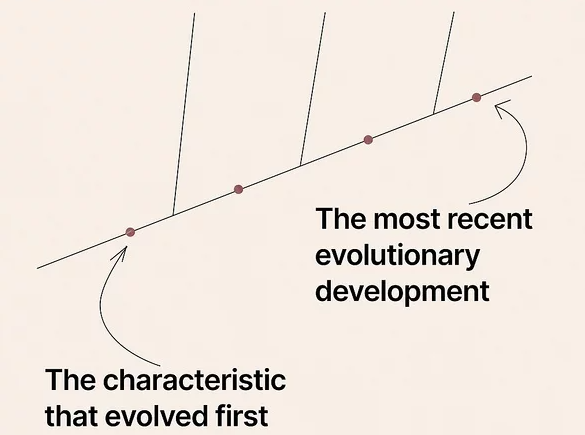 The most recent
evolutionary
development
The characteristic
that evolved first